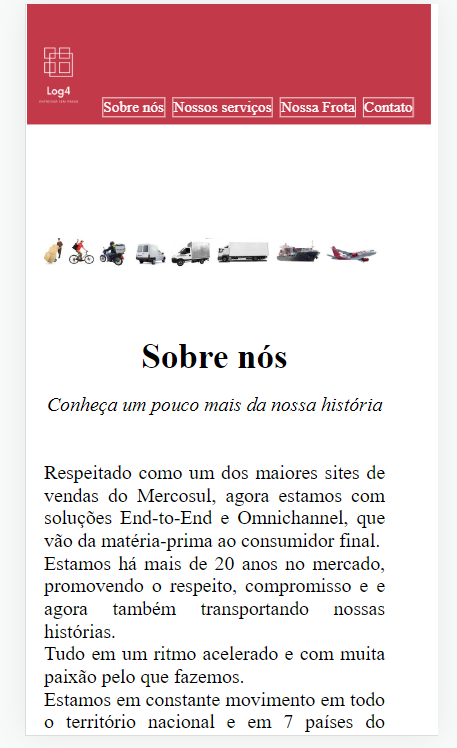 Log4
Sobre nós Nossos serviços Nossa Frota Contato
Sobre nós
Conheça um pouco mais da nossa história
Respeitado como um dos maiores sites de
vendas do Mercosul, agora estamos com
soluções End-to-End e Omnichannel, que
vão da matéria-prima ao consumidor final.
Estamos há mais de 20 anos no mercado,
promovendo o respeito, compromisso e e
agora também transportando nossas
histórias.
Tudo em um ritmo acelerado e com muita
paixão pelo que fazemos.
Estamos em constante movimento em todo
o território nacional e em 7 países do